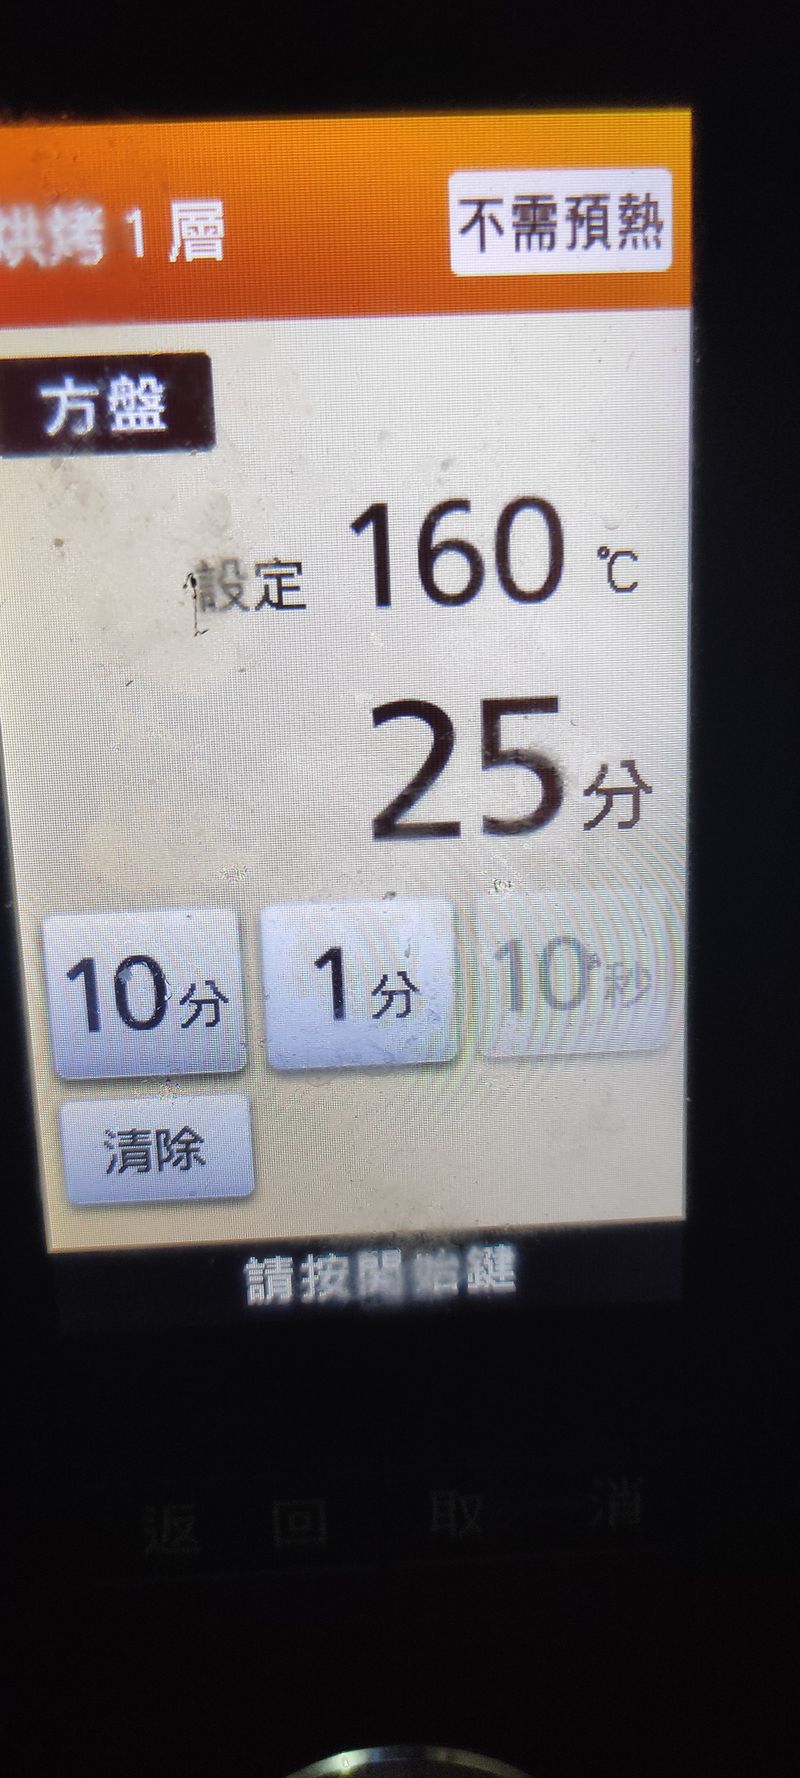 烘烤 1 層
不需預熱
方盤
設定 160 ℃
25 分
10 分
1 分
10 秒
清除
請按開始鍵
返回
取消